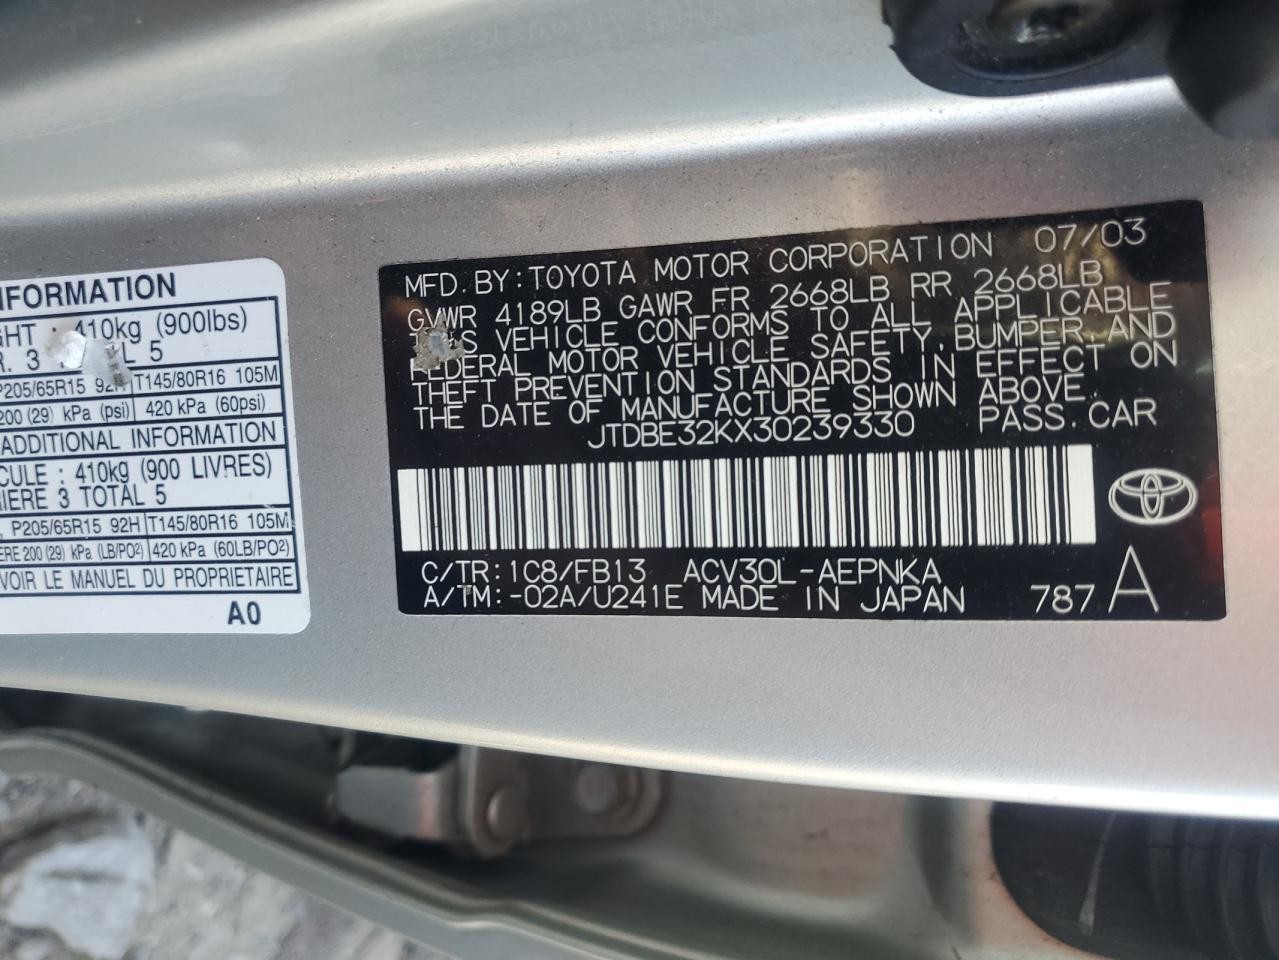 INFORMATION
GHT : 410kg (900lbs)
R. 3 5
P205/65R15 92H T145/80R16 105M
200 (29) kPa (psi) 420 kPa (60psi)
ADDITIONAL INFORMATION
CULE : 410kg (900 LIVRES)
RIERE 3 TOTAL 5
P205/65R15 92H T145/80R16 105M
ERE 200 (29) kPa (LB/PO²) 420 kPa (60LB/PO²)
VOIR LE MANUEL DU PROPRIETAIRE
A0
MFD. BY: TOYOTA MOTOR CORPORATION 07/03
GVWR 4189LB GAWR FR 2668LB RR 2668LB
THIS VEHICLE CONFORMS TO ALL APPLICABLE
FEDERAL MOTOR VEHICLE SAFETY, BUMPER, AND
THEFT PREVENTION STANDARDS IN EFFECT ON
THE DATE OF MANUFACTURE SHOWN ABOVE.
JTDBE32KX30239330 PASS. CAR
C/TR: 1C8/FB13 ACV30L-AEPNKA
A/TM: -02A/U241E MADE IN JAPAN 787 A